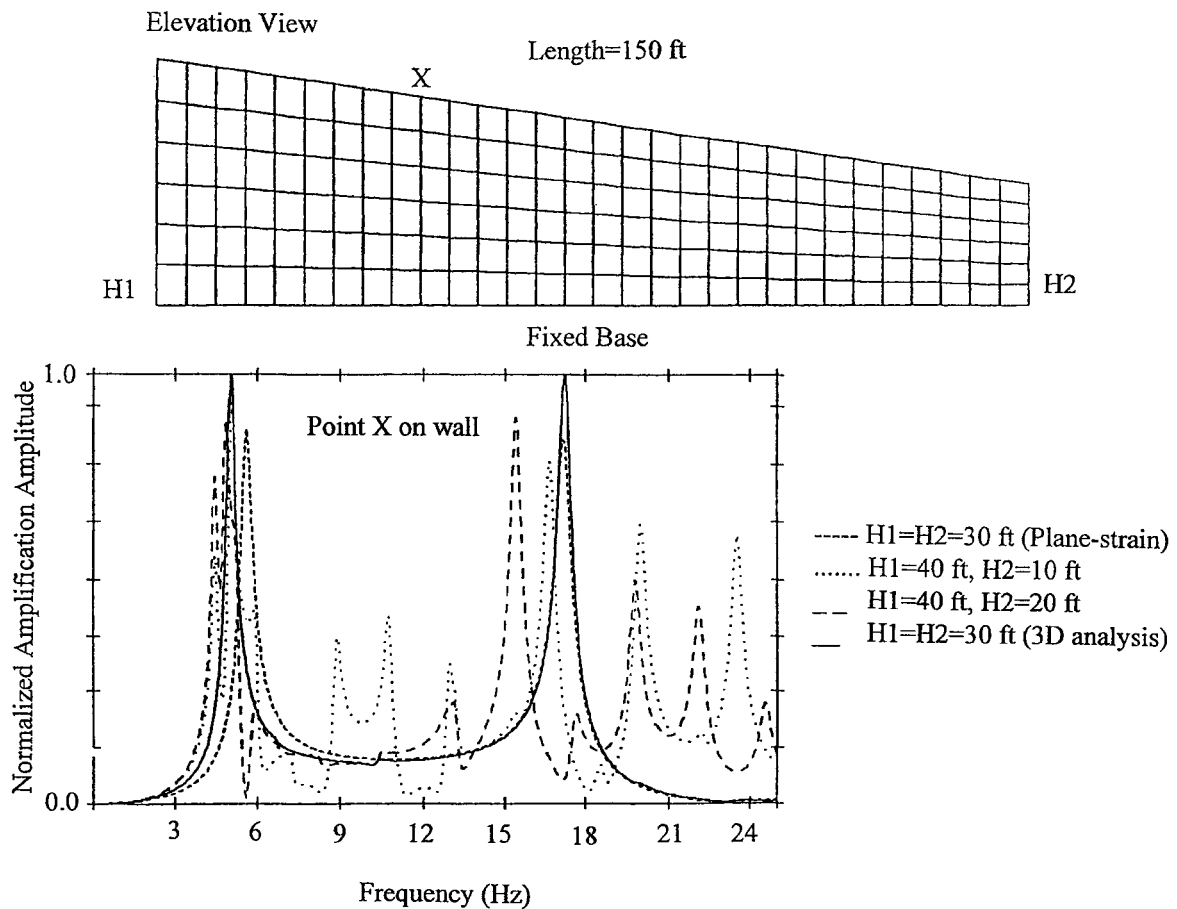 Elevation View
Length=150 ft
X
H1
H2
Fixed Base
1.0
Normalized Amplification Amplitude
Point X on wall
0.0
3 6 9 12 15 18 21 24
Frequency (Hz)
H1=H2=30 ft (Plane-strain)
H1=40 ft, H2=10 ft
H1=40 ft, H2=20 ft
H1=H2=30 ft (3D analysis)